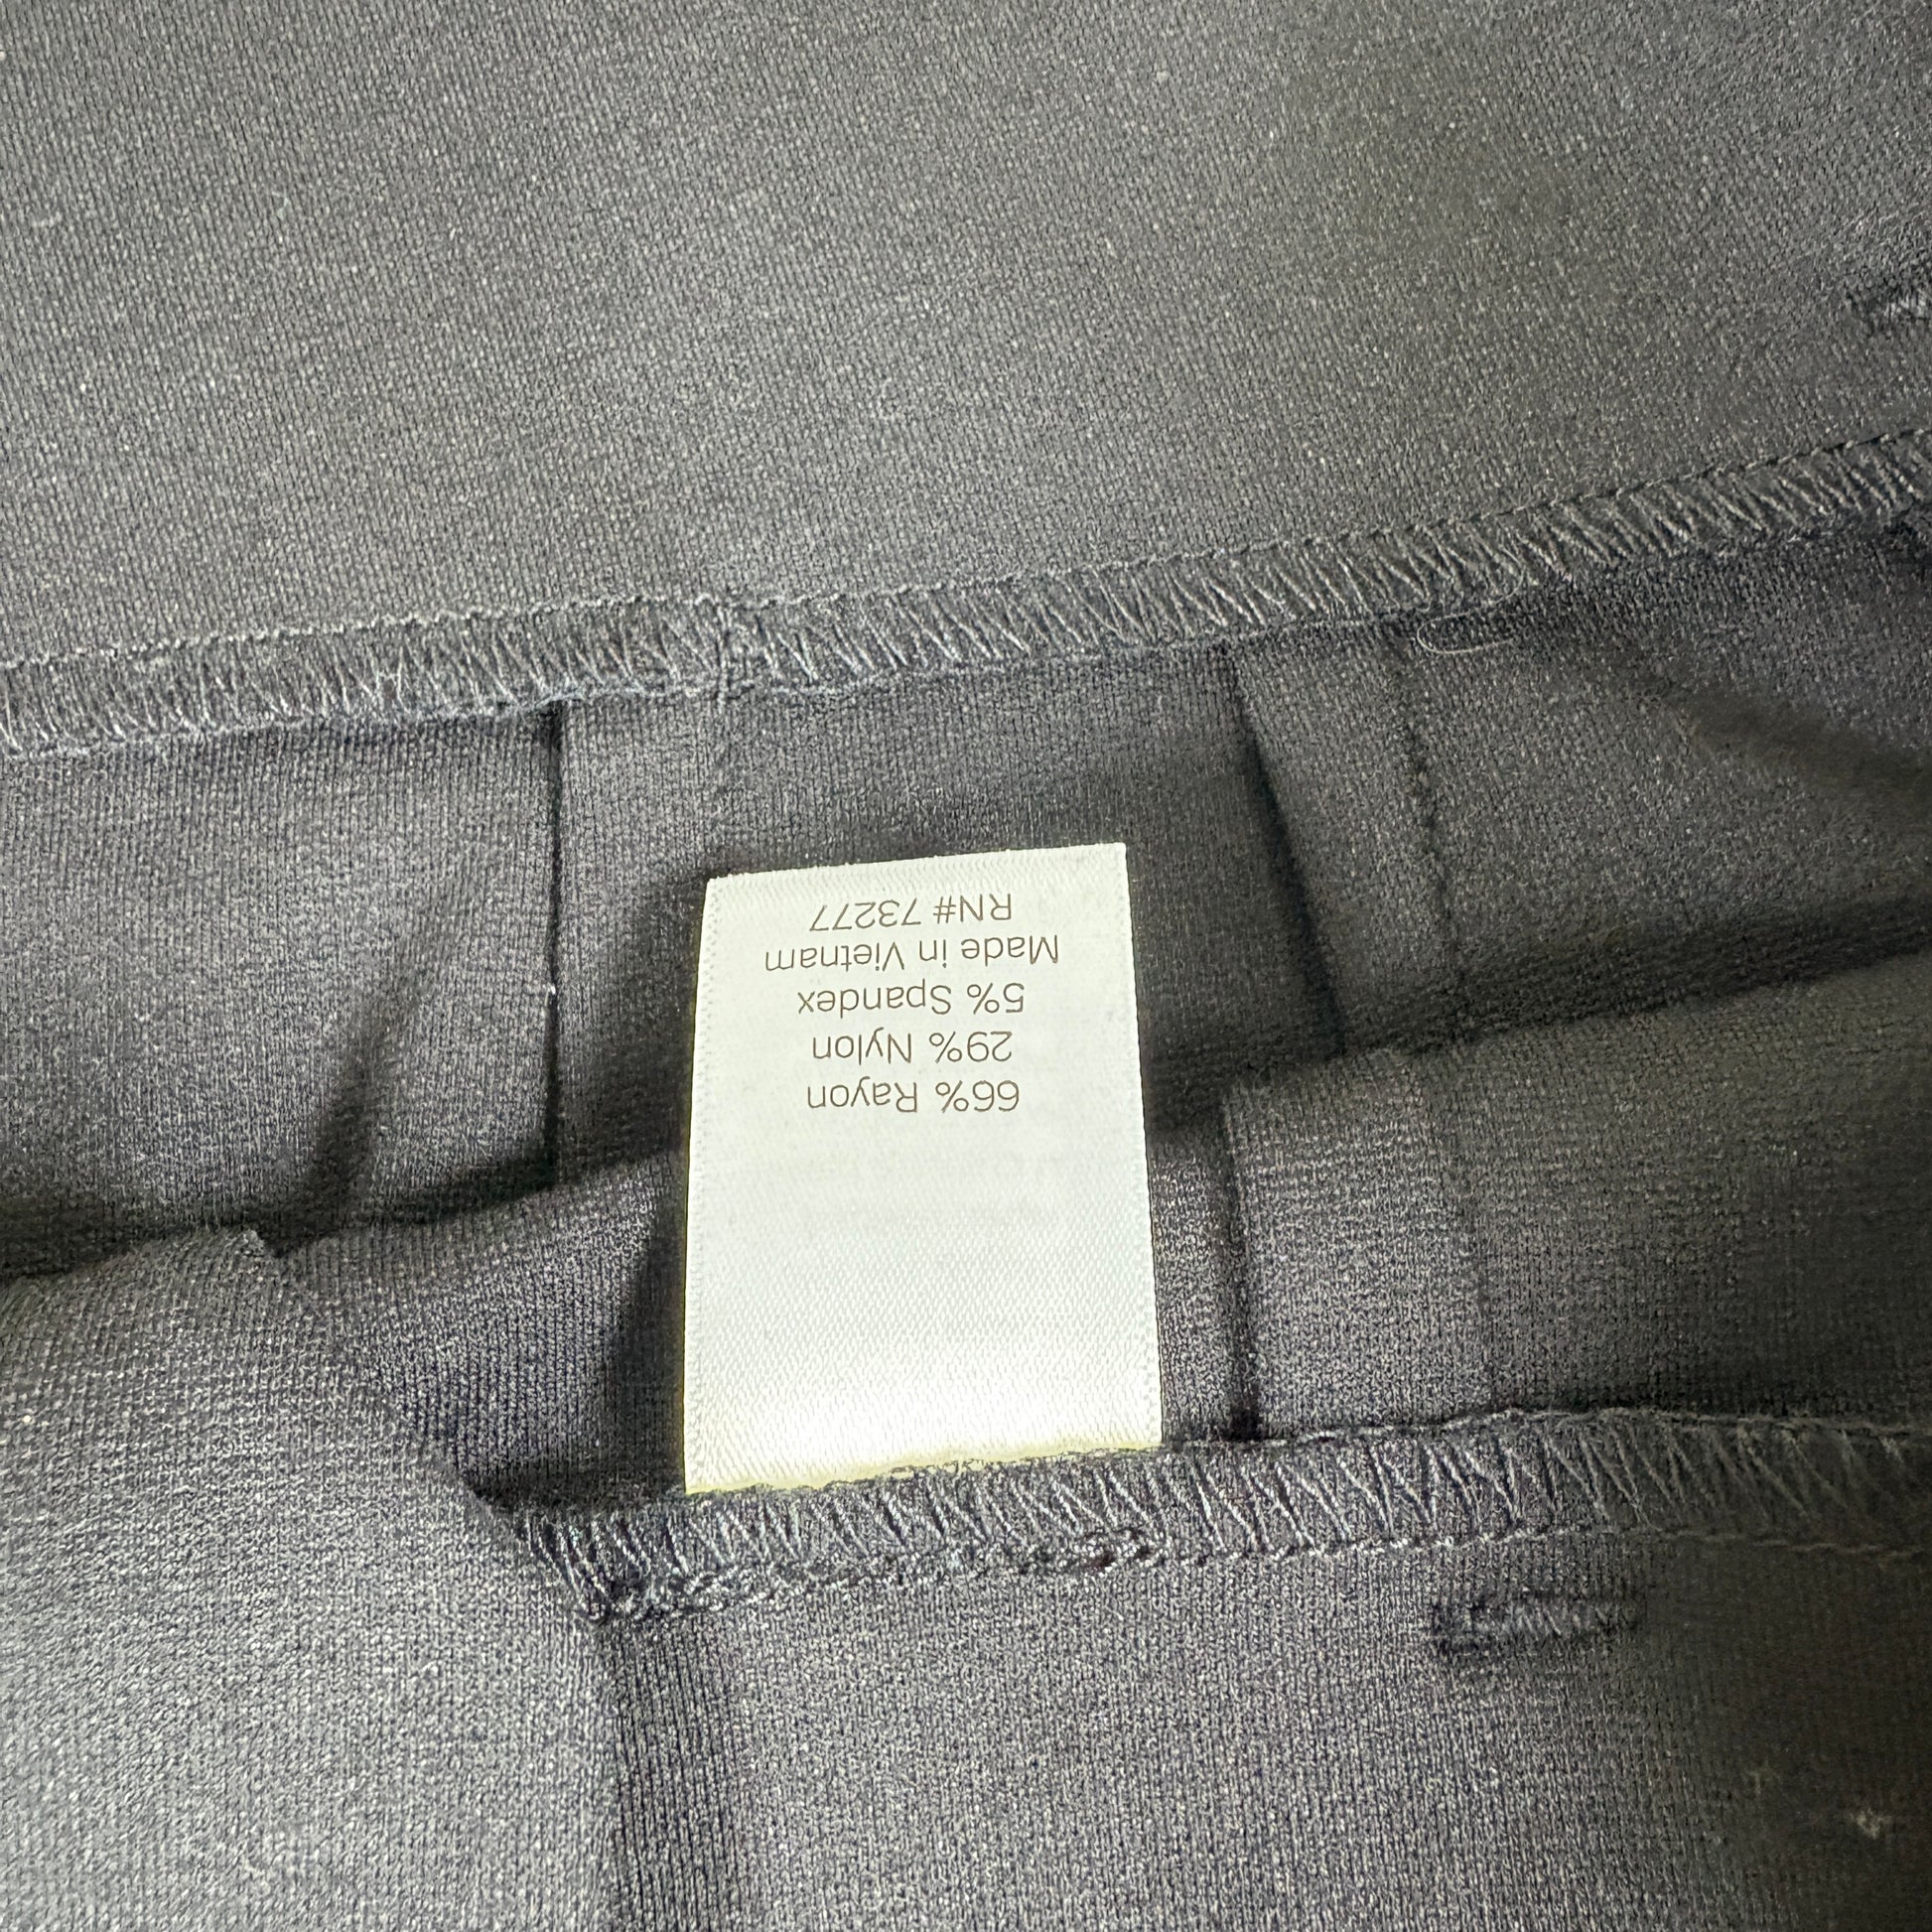 66% Rayon
29% Nylon
5% Spandex
Made in Vietnam
RN# 73277